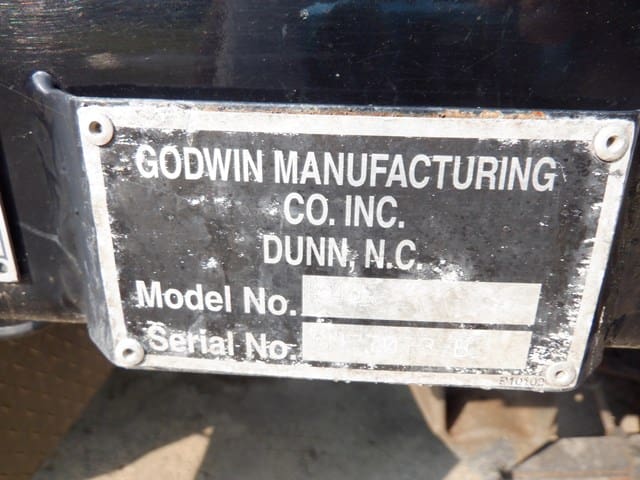 GODWIN MANUFACTURING
CO. INC.
DUNN, N.C.
Model No.
Serial No.